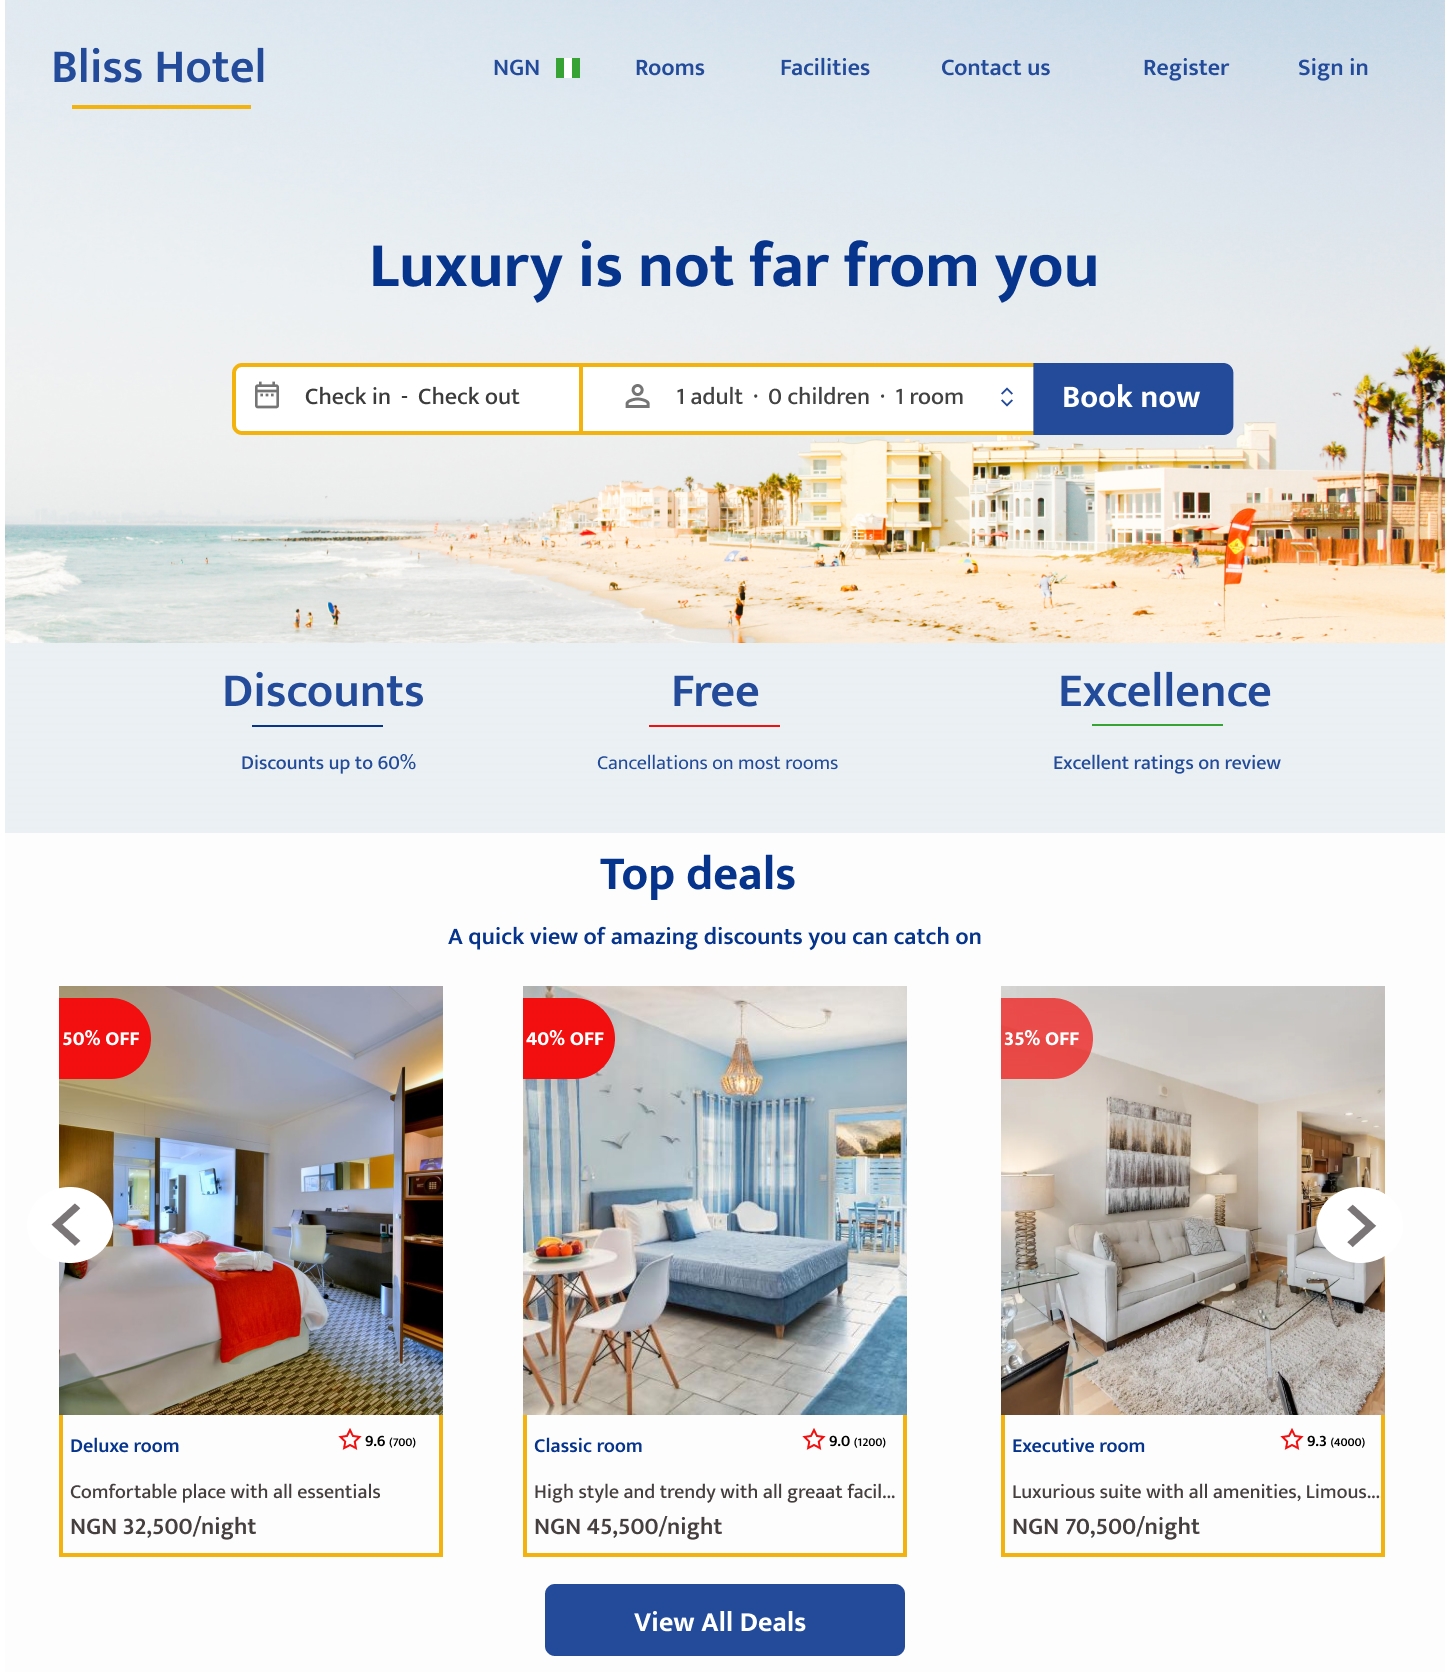 Bliss Hotel
NGN Rooms Facilities Contact us Register Sign in
Luxury is not far from you
Check in - Check out 1 adult · 0 children · 1 room Book now
Discounts Free Excellence
Discounts up to 60% Cancellations on most rooms Excellent ratings on review
Top deals
A quick view of amazing discounts you can catch on
50% OFF 40% OFF 35% OFF
Deluxe room 9.6 (700)
Comfortable place with all essentials
NGN 32,500/night
Classic room 9.0 (1200)
High style and trendy with all greaat facil...
NGN 45,500/night
Executive room 9.3 (4000)
Luxurious suite with all amenities, Limous...
NGN 70,500/night
View All Deals